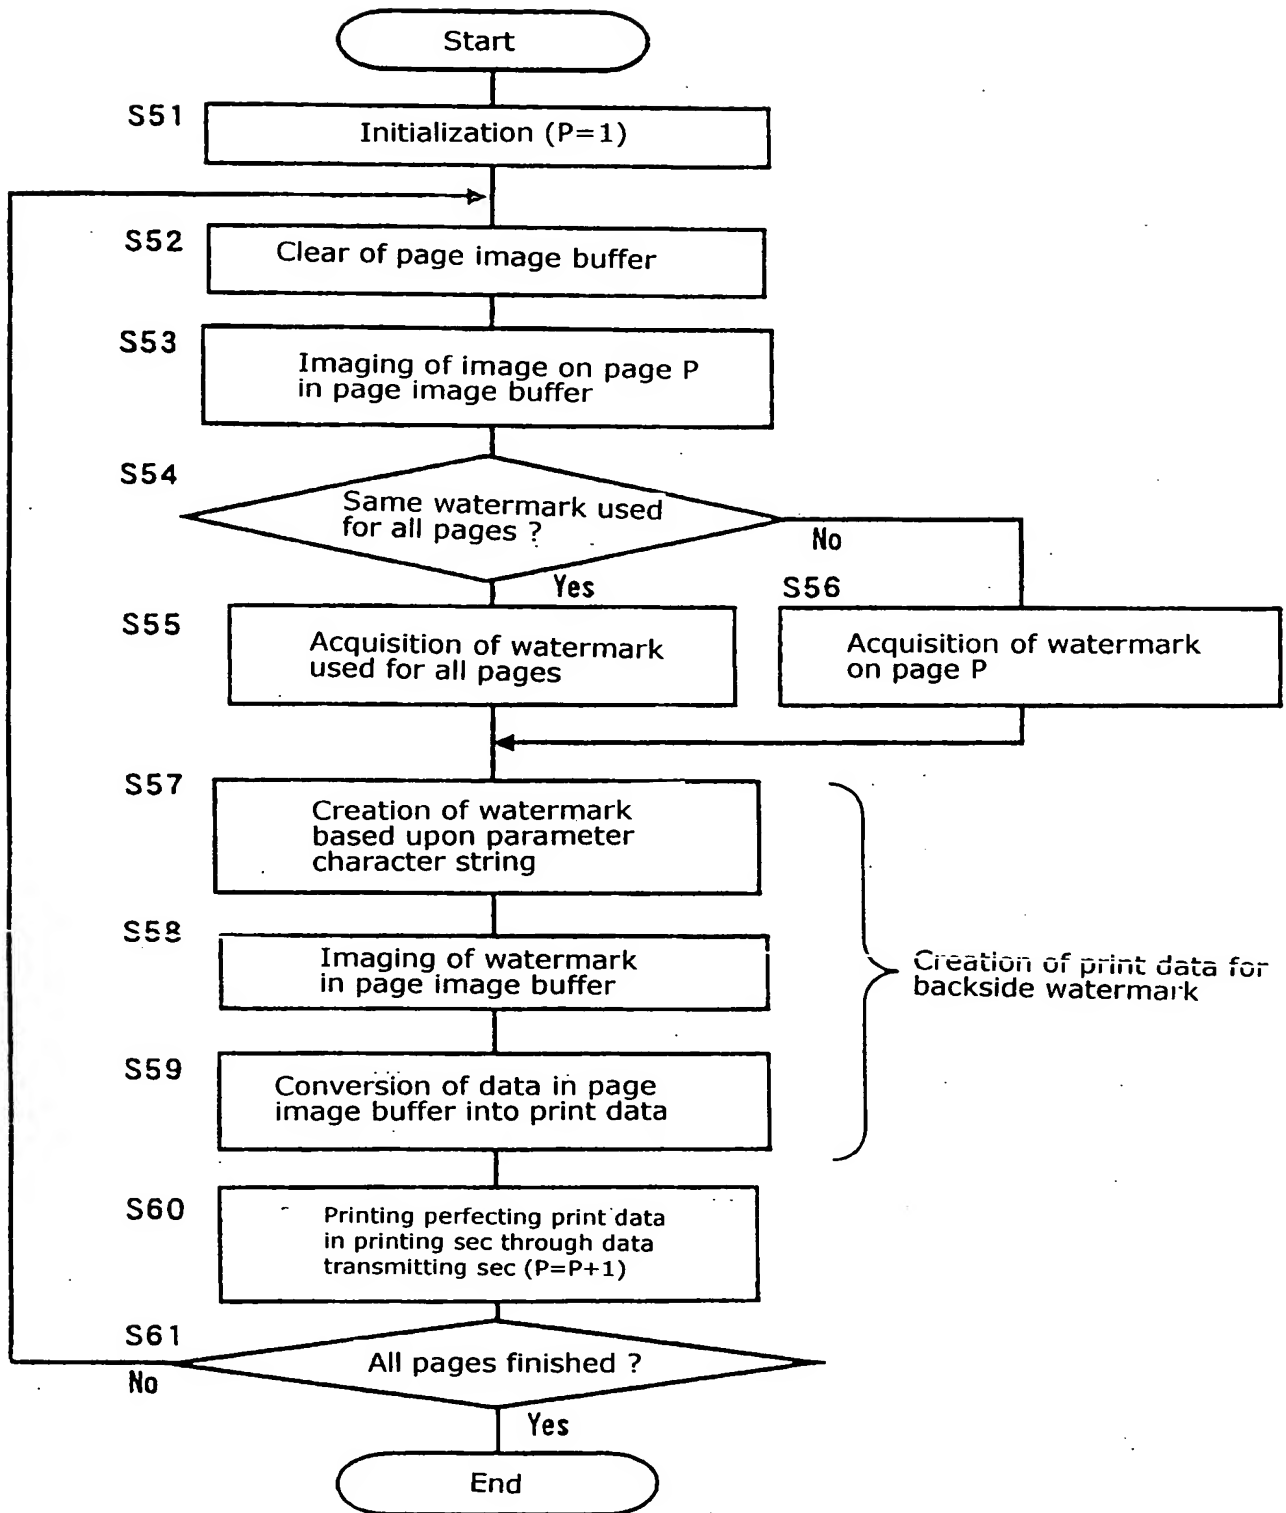 Start
S51
Initialization (P=1)
S52
Clear of page image buffer
S53
Imaging of image on page P
in page image buffer
S54
Same watermark used
for all pages ?
No
Yes
S55
Acquisition of watermark
used for all pages
S56
Acquisition of watermark
on page P
S57
Creation of watermark
based upon parameter
character string
S58
Imaging of watermark
in page image buffer
Creation of print data for
backside watermark
S59
Conversion of data in page
image buffer into print data
S60
Printing perfecting print data
in printing sec through data
transmitting sec (P=P+1)
S61
All pages finished ?
No
Yes
End